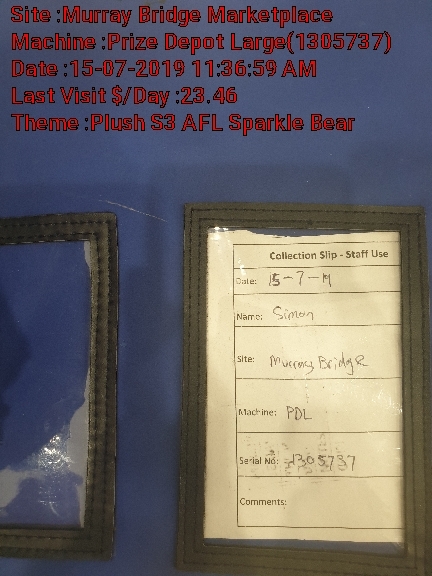 Site :Murray Bridge Marketplace
Machine :Prize Depot Large(1305737)
Date :15-07-2019 11:36:59 AM
Last Visit $/Day :23.46
Theme :Plush S3 AFL Sparkle Bear
Collection Slip - Staff Use
Date: 15-7-19
Name: Simon
Site: Murray Bridge
Machine: PDL
Serial No: 1305737
Comments: